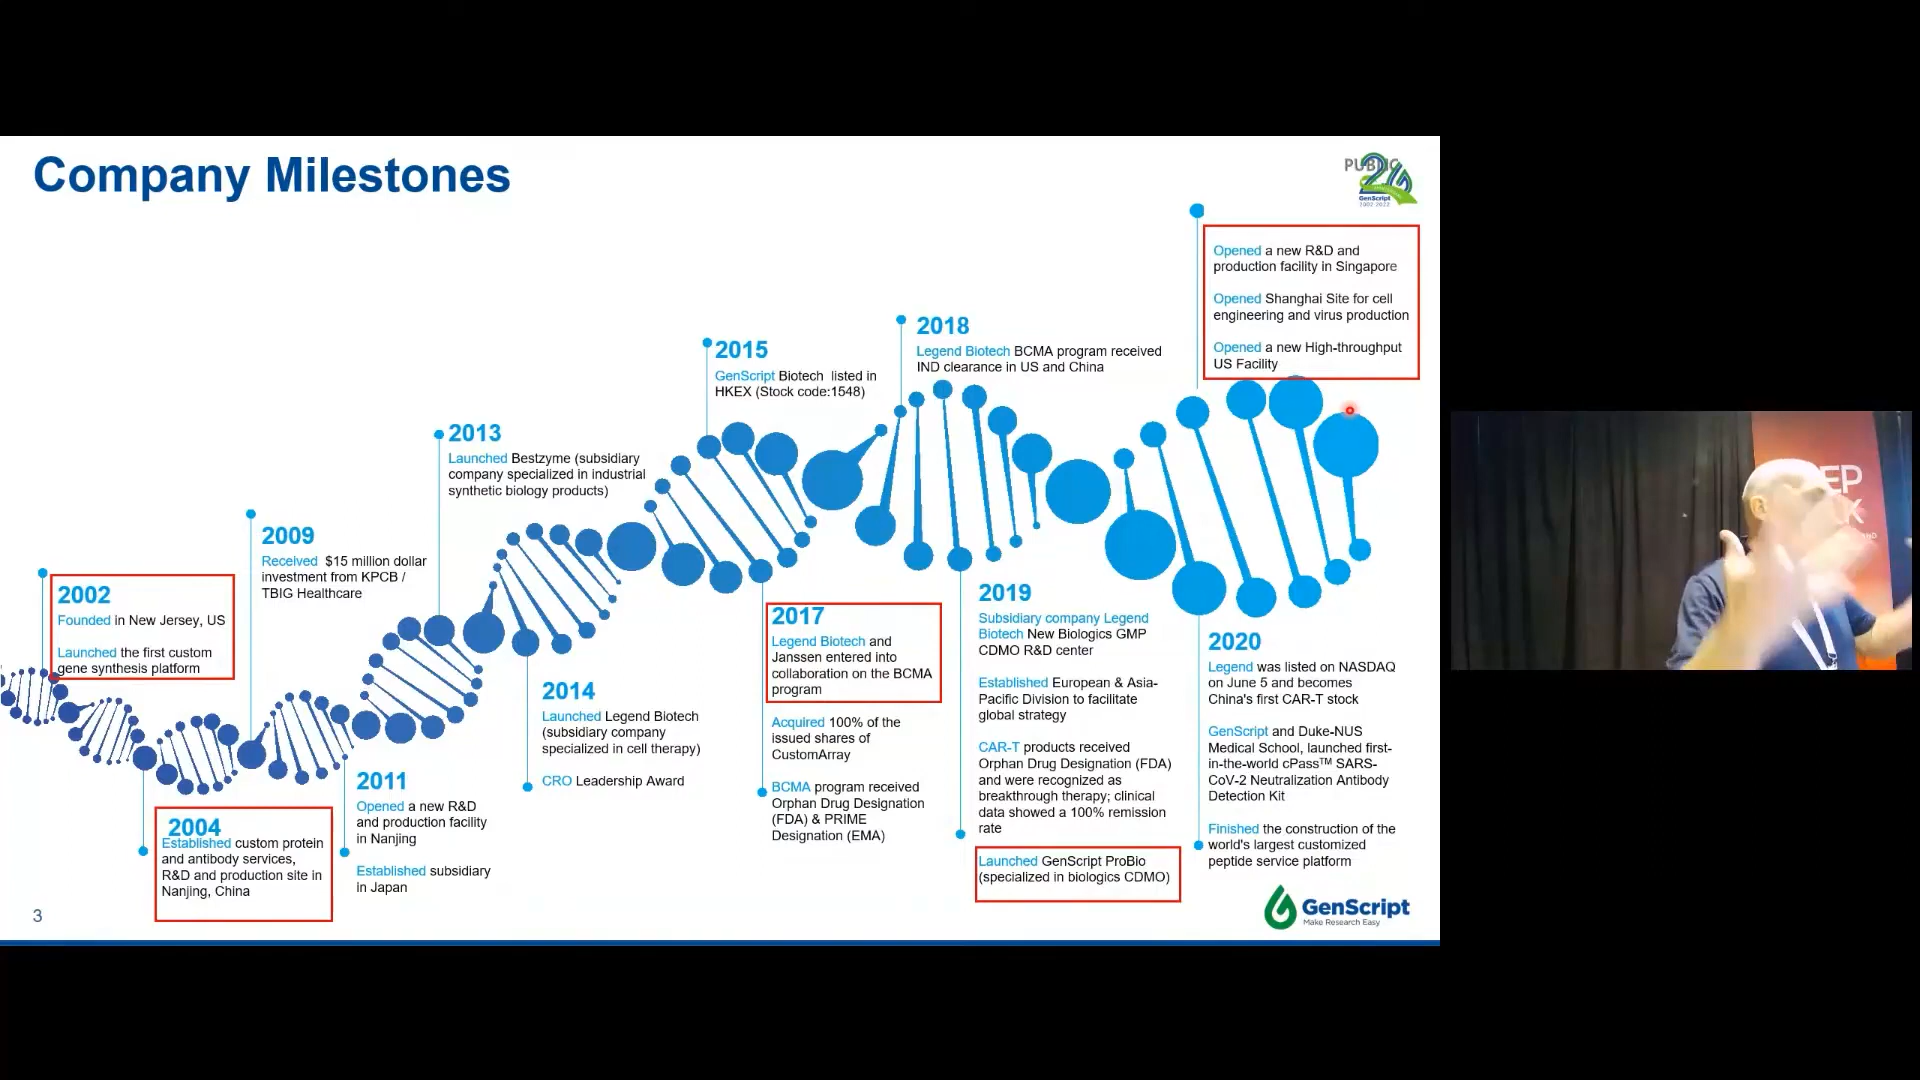 Company Milestones
PUBLIC
20
GenScript
2002-2022
2002
Founded in New Jersey, US
Launched the first custom
gene synthesis platform
2004
Established custom protein
and antibody services,
R&D and production site in
Nanjing, China
2009
Received $15 million dollar
investment from KPCB /
TBIG Healthcare
2011
Opened a new R&D
and production facility
in Nanjing
Established subsidiary
in Japan
2013
Launched Bestzyme (subsidiary
company specialized in industrial
synthetic biology products)
2014
Launched Legend Biotech
(subsidiary company
specialized in cell therapy)
CRO Leadership Award
2015
GenScript Biotech listed in
HKEX (Stock code:1548)
2017
Legend Biotech and
Janssen entered into
collaboration on the BCMA
program
Acquired 100% of the
issued shares of
CustomArray
BCMA program received
Orphan Drug Designation
(FDA) & PRIME
Designation (EMA)
2018
Legend Biotech BCMA program received
IND clearance in US and China
2019
Subsidiary company Legend
Biotech New Biologics GMP
CDMO R&D center
Established European & Asia-
Pacific Division to facilitate
global strategy
CAR-T products received
Orphan Drug Designation (FDA)
and were recognized as
breakthrough therapy; clinical
data showed a 100% remission
rate
Launched GenScript ProBio
(specialized in biologics CDMO)
2020
Legend was listed on NASDAQ
on June 5 and becomes
China's first CAR-T stock
GenScript and Duke-NUS
Medical School, launched first-
in-the-world cPass™ SARS-
CoV-2 Neutralization Antibody
Detection Kit
Finished the construction of the
world's largest customized
peptide service platform
Opened a new R&D and
production facility in Singapore
Opened Shanghai Site for cell
engineering and virus production
Opened a new High-throughput
US Facility
3
GenScript
Make Research Easy
EP
K